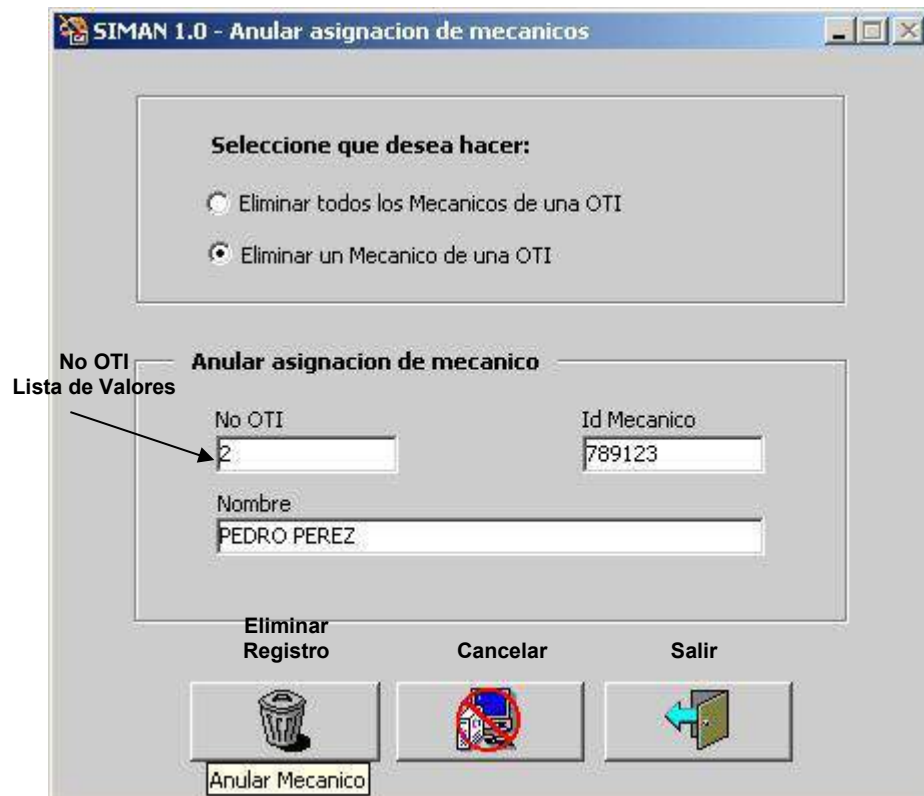 SIMAN 1.0 - Anular asignacion de mecanicos
Seleccione que desea hacer:
Eliminar todos los Mecanicos de una OTI
Eliminar un Mecanico de una OTI
No OTI
Lista de Valores
Anular asignacion de mecanico
No OTI
Id Mecanico
2
789123
Nombre
PEDRO PEREZ
Eliminar
Registro
Cancelar
Salir
Anular Mecanico